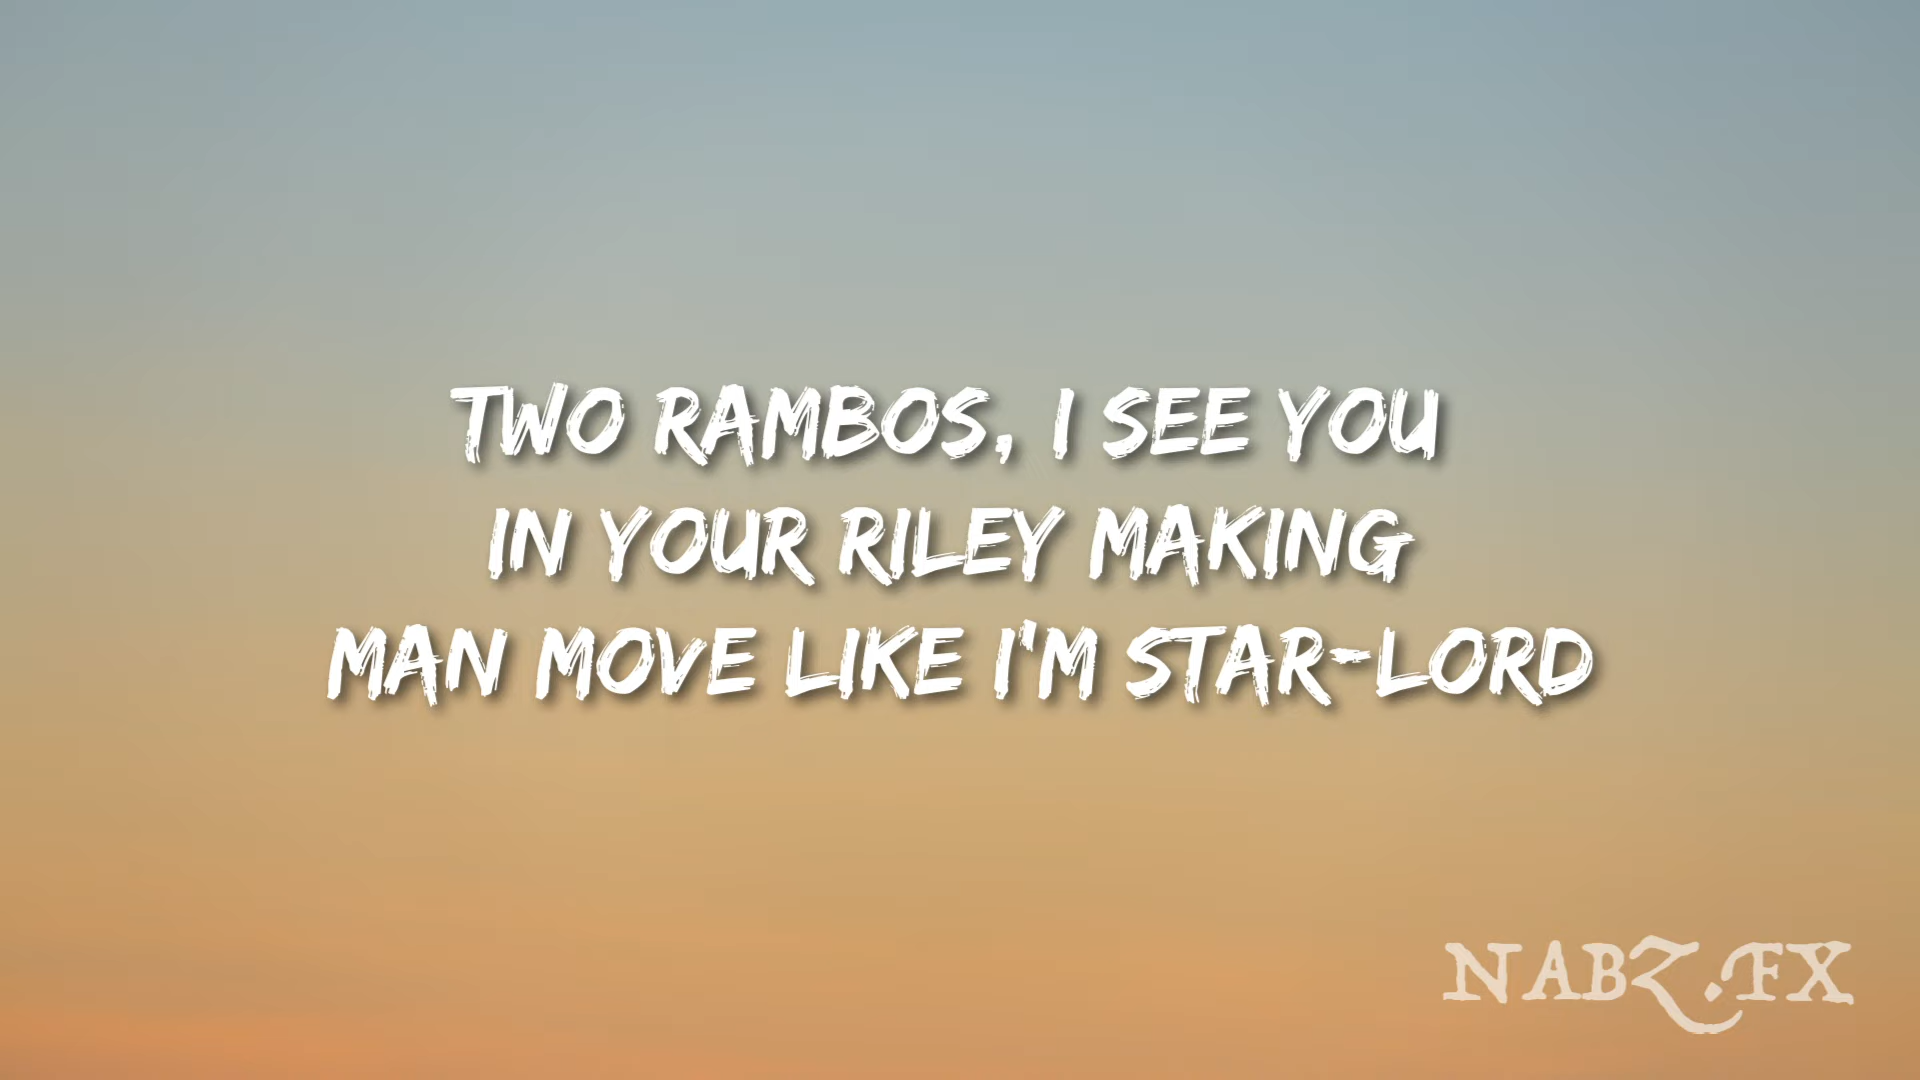 TWO RAMBOS, I SEE YOU
IN YOUR RILEY MAKING
MAN MOVE LIKE I'M STAR-LORD
NABZ.FX